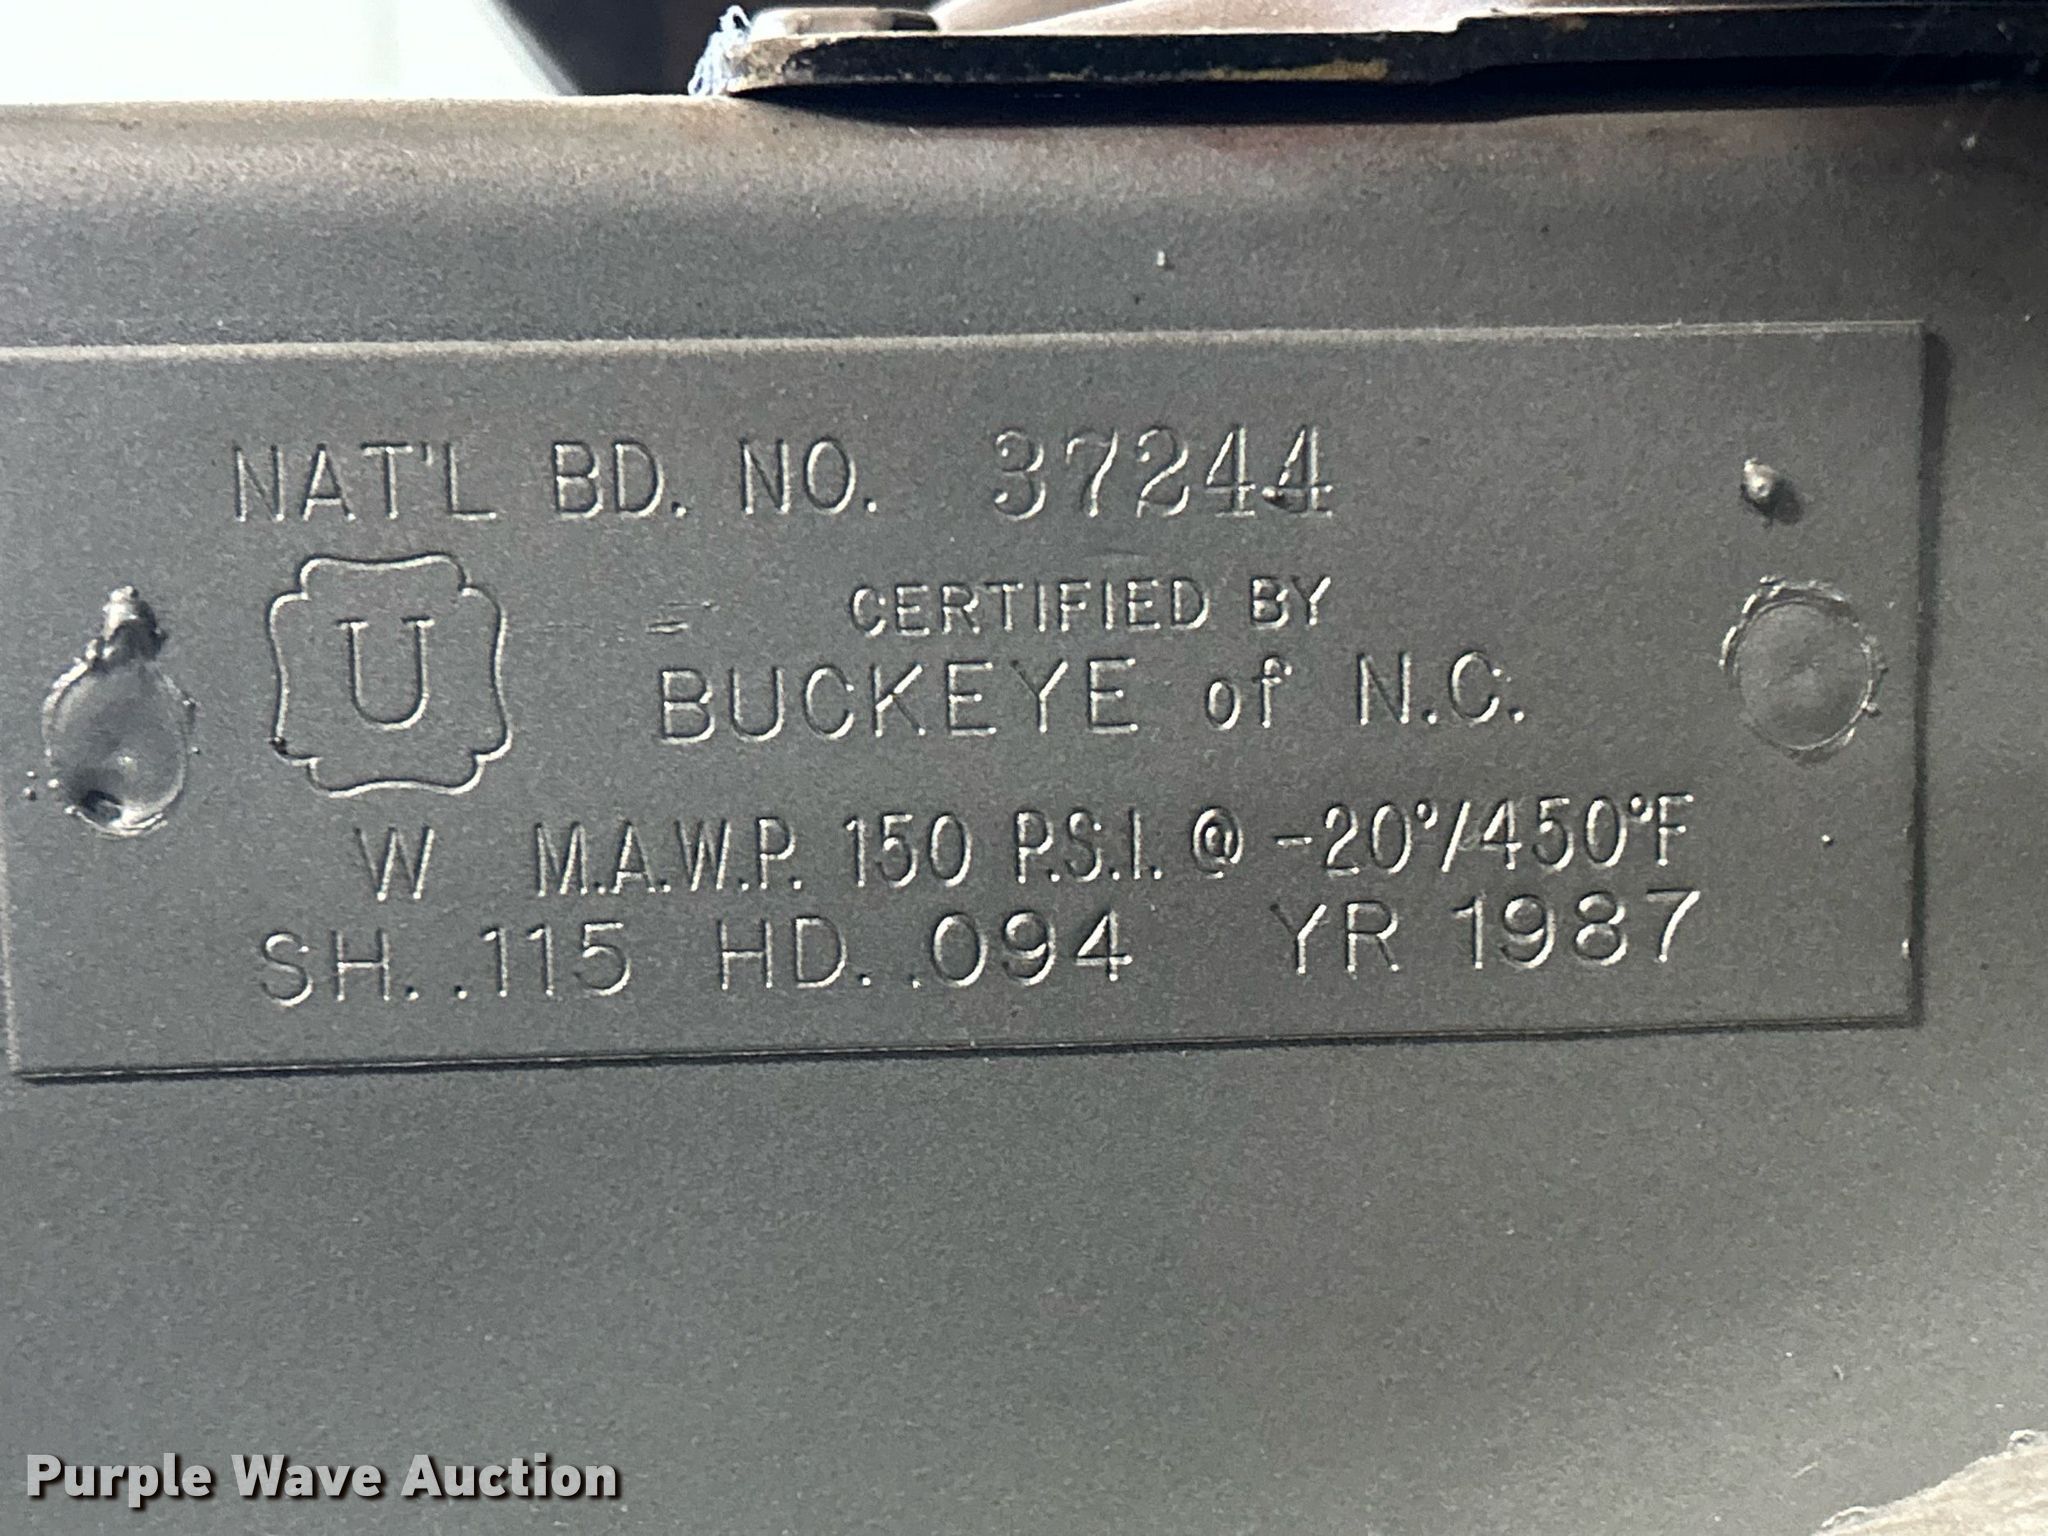 NAT'L BD. NO. 37244
U
CERTIFIED BY
BUCKEYE of N.C.
W M.A.W.P. 150 P.S.I. @ -20°/450°F
SH. .115 HD. .094 YR 1987
Purple Wave Auction